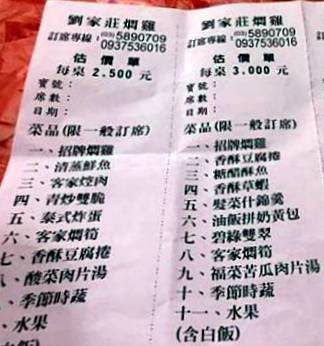 劉家莊燜雞
訂席專線：(03)5890709
0937536016
估價單
每桌 2.500 元
寶號：
席數：
日期：
菜品(限一般訂席)
一、招牌燜雞
二、清蒸鮮魚
三、客家焢肉
四、青炒雙脆
五、泰式炸蛋
六、客家燜筍
七、香酥豆腐捲
八、酸菜肉片湯
、季節時蔬
、水果
劉家莊燜雞
訂席專線：(03)5890709
0937536016
估價單
每桌 3.000 元
寶號：
席數：
日期：
菜品(限一般訂席)
一、招牌燜雞
二、香酥豆腐捲
三、糖醋酥魚
四、香酥草蝦
五、髮菜什錦羹
六、油飯拼奶黃包
七、碧綠雙翠
八、客家燜筍
九、福菜苦瓜肉片湯
十、季節時蔬
十一、水果
(含白飯)